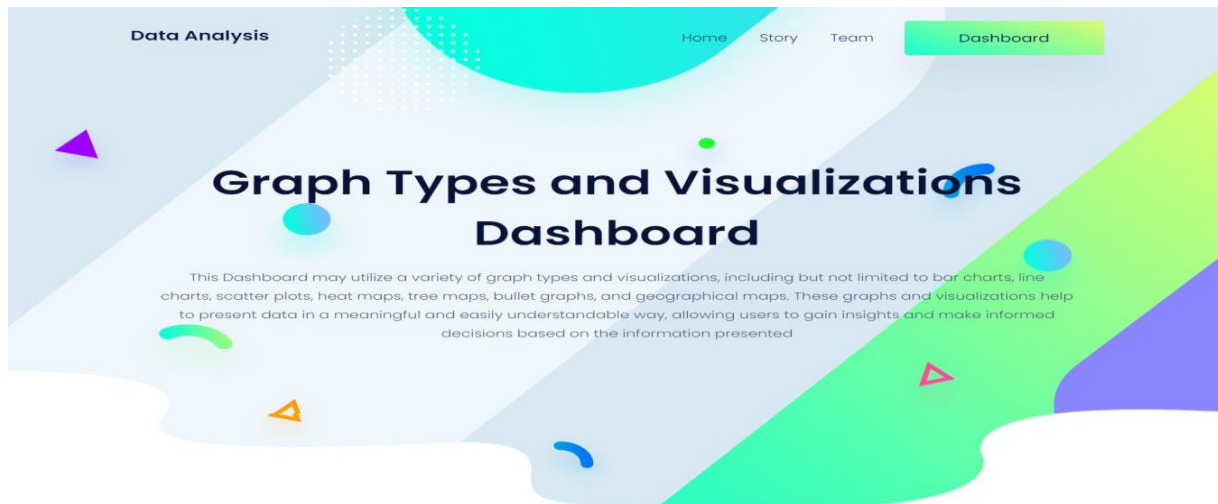 Data Analysis
Home Story Team Dashboard
Graph Types and Visualizations
Dashboard
This Dashboard may utilize a variety of graph types and visualizations, including but not limited to bar charts, line
charts, scatter plots, heat maps, tree maps, bullet graphs, and geographical maps. These graphs and visualizations help
to present data in a meaningful and easily understandable way, allowing users to gain insights and make informed
decisions based on the information presented